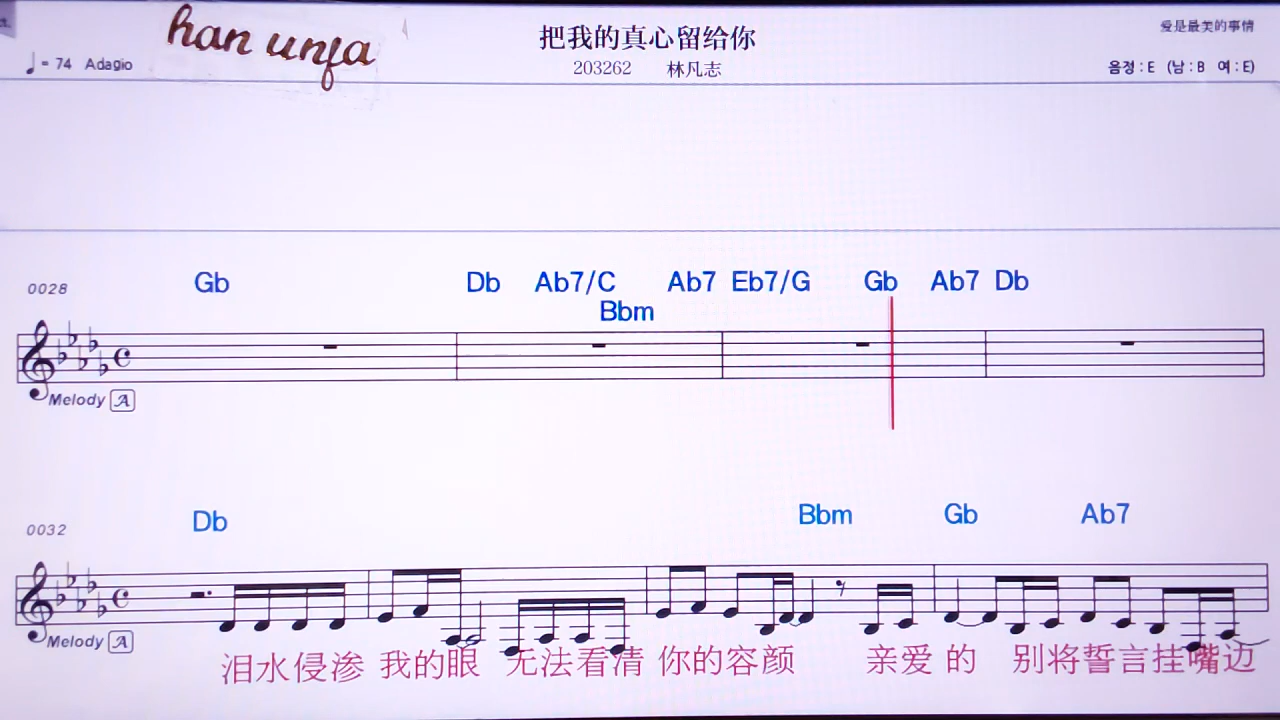 han unfa
把我的真心留给你
爱是最美的事情
♩= 74 Adagio
203262 林凡志
음정 : E (남 : B 여 : E)
0028 Gb Db Ab7/C Ab7 Eb7/G Gb Ab7 Db
Bbm
Melody A
0032 Db Bbm Gb Ab7
Melody A
泪水侵渗 我的眼 无法看清 你的容颜 亲爱 的 别将誓言挂嘴边